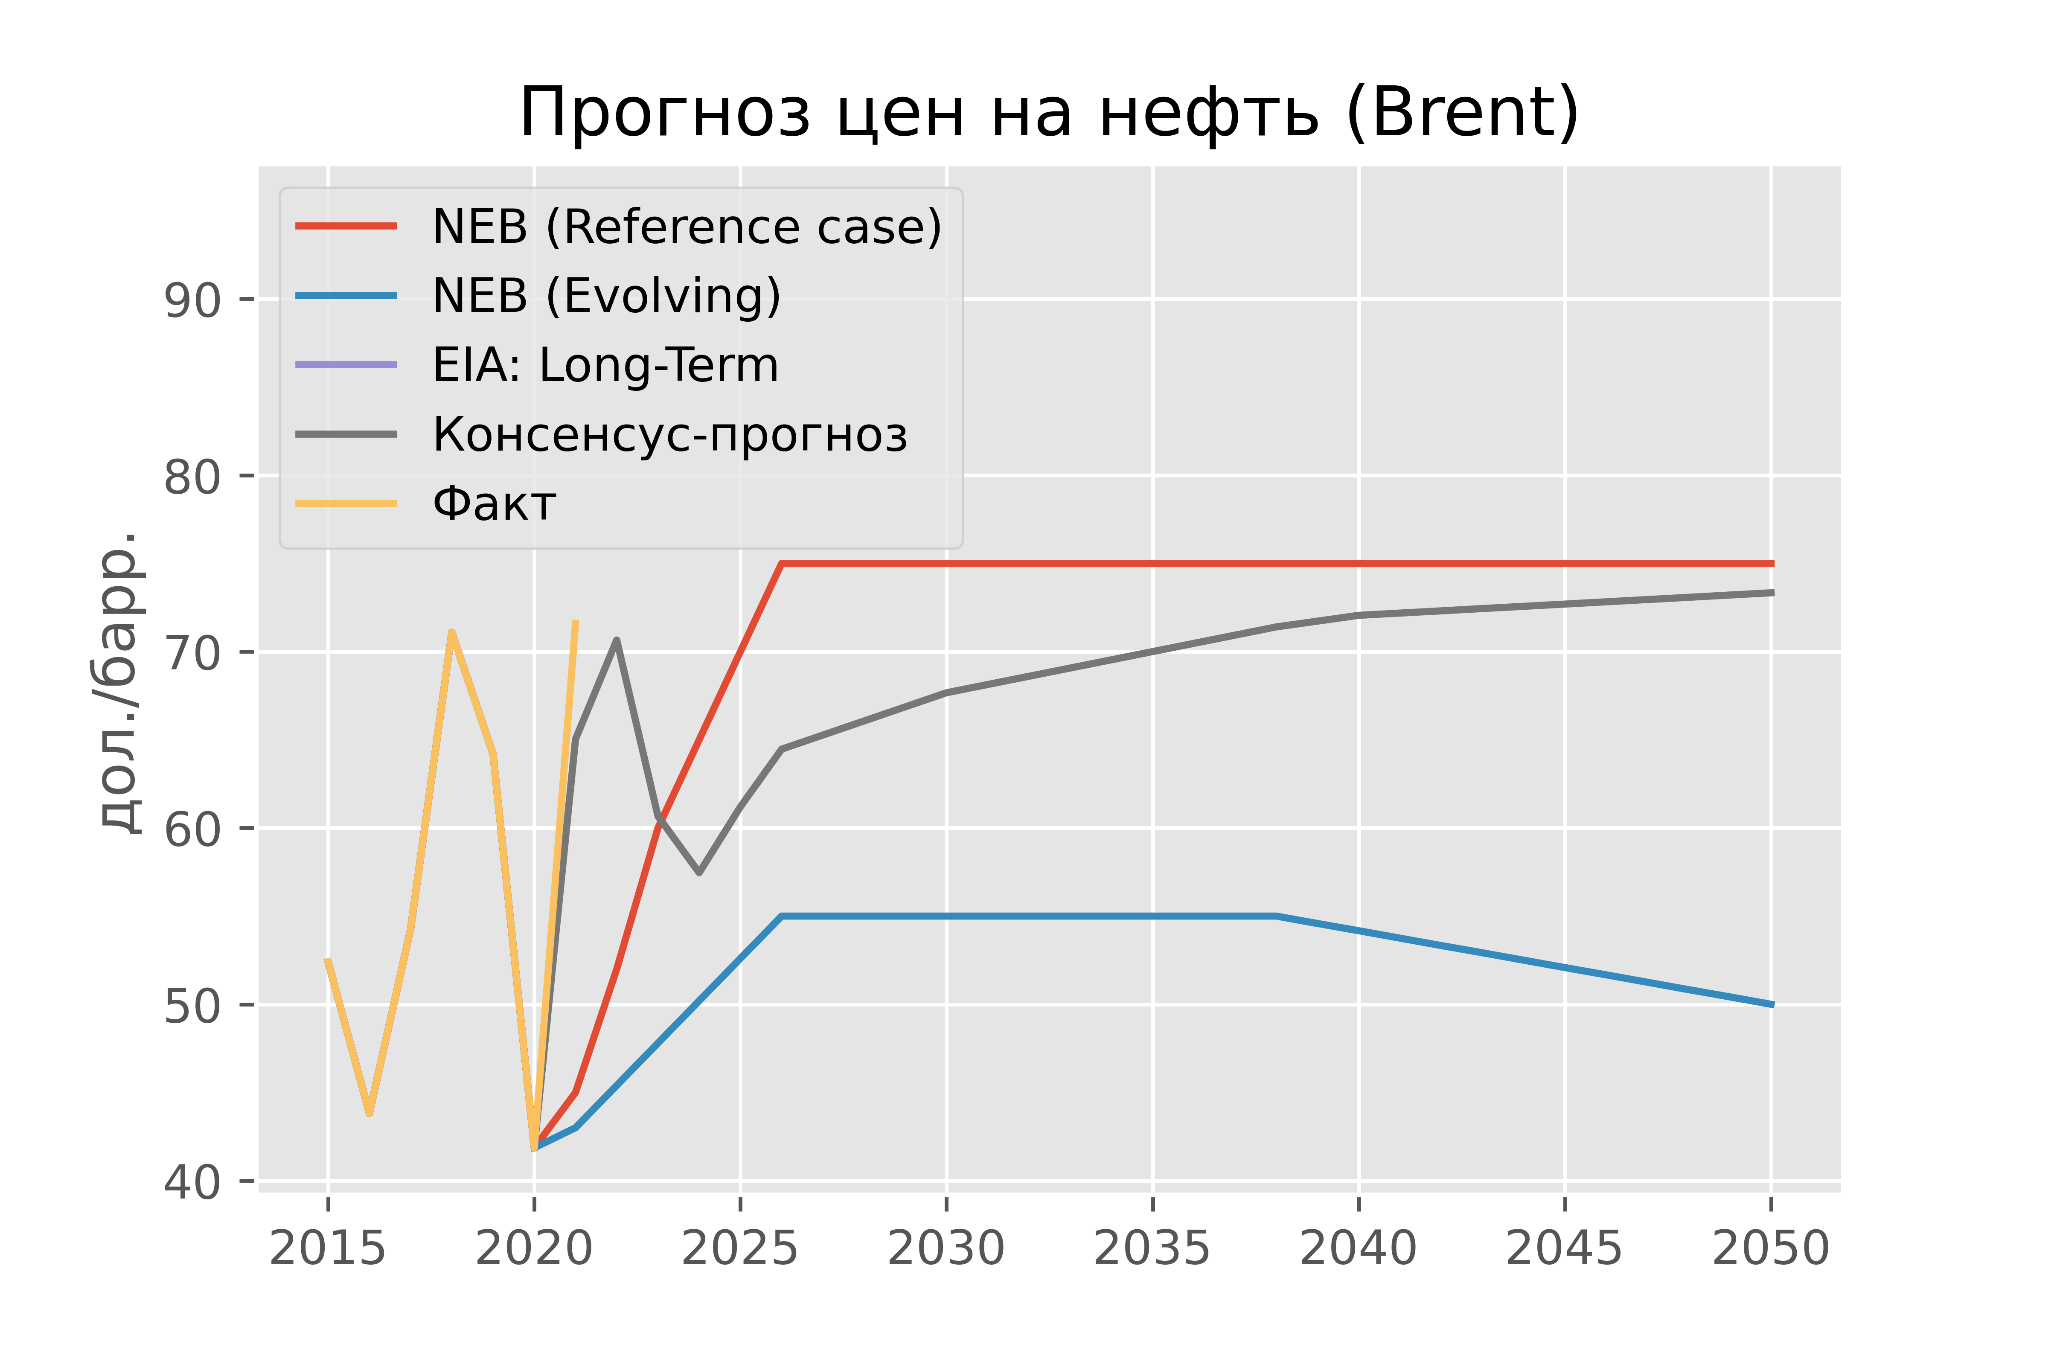 Прогноз цен на нефть (Brent)
NEB (Reference case)
NEB (Evolving)
EIA: Long-Term
Консенсус-прогноз
Факт
дол./барр.
90
80
70
60
50
40
2015 2020 2025 2030 2035 2040 2045 2050